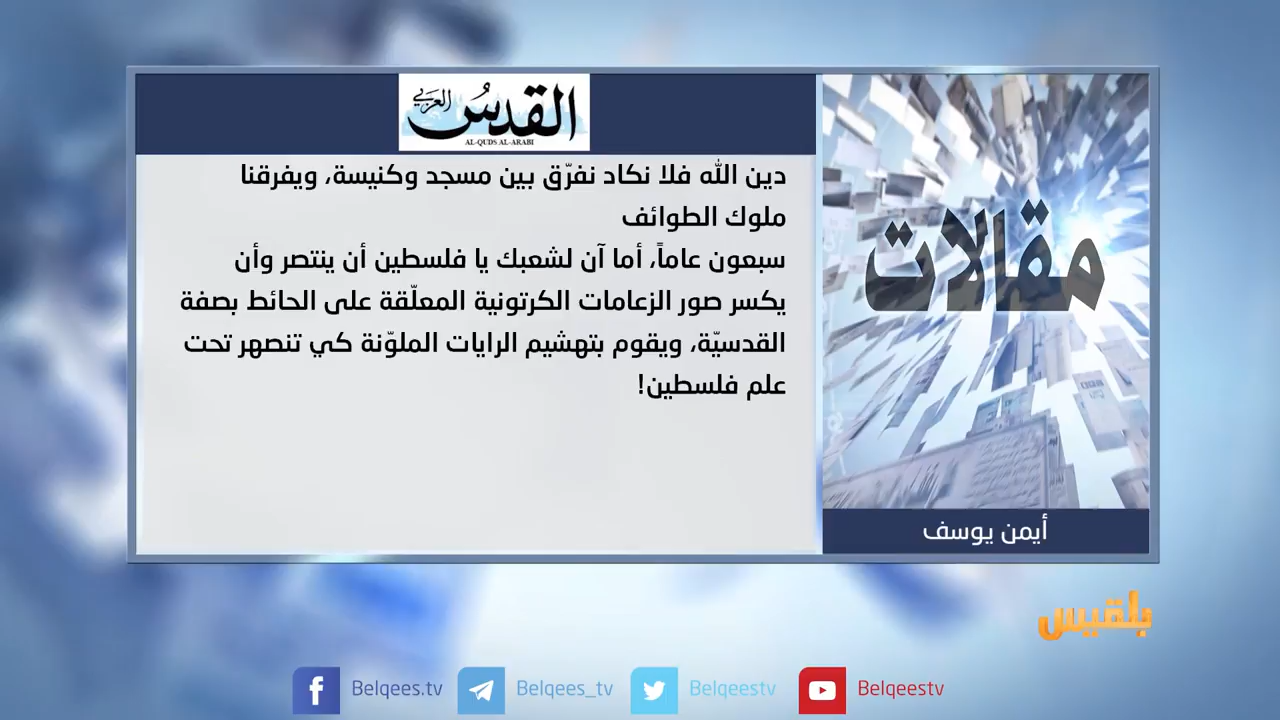 القدس العربي
AL-QUDS AL-ARABI
دين الله فلا نكاد نفرّق بين مسجد وكنيسة، ويفرقنا
ملوك الطوائف
سبعون عاماً، أما آن لشعبك يا فلسطين أن ينتصر وأن
يكسر صور الزعامات الكرتونية المعلّقة على الحائط بصفة
القدسيّة، ويقوم بتهشيم الرايات الملوّنة كي تنصهر تحت
علم فلسطين!
مقالات
أيمن يوسف
بلقيس
Belqees.tv
Belqees_tv
Belqeestv
Belqeestv